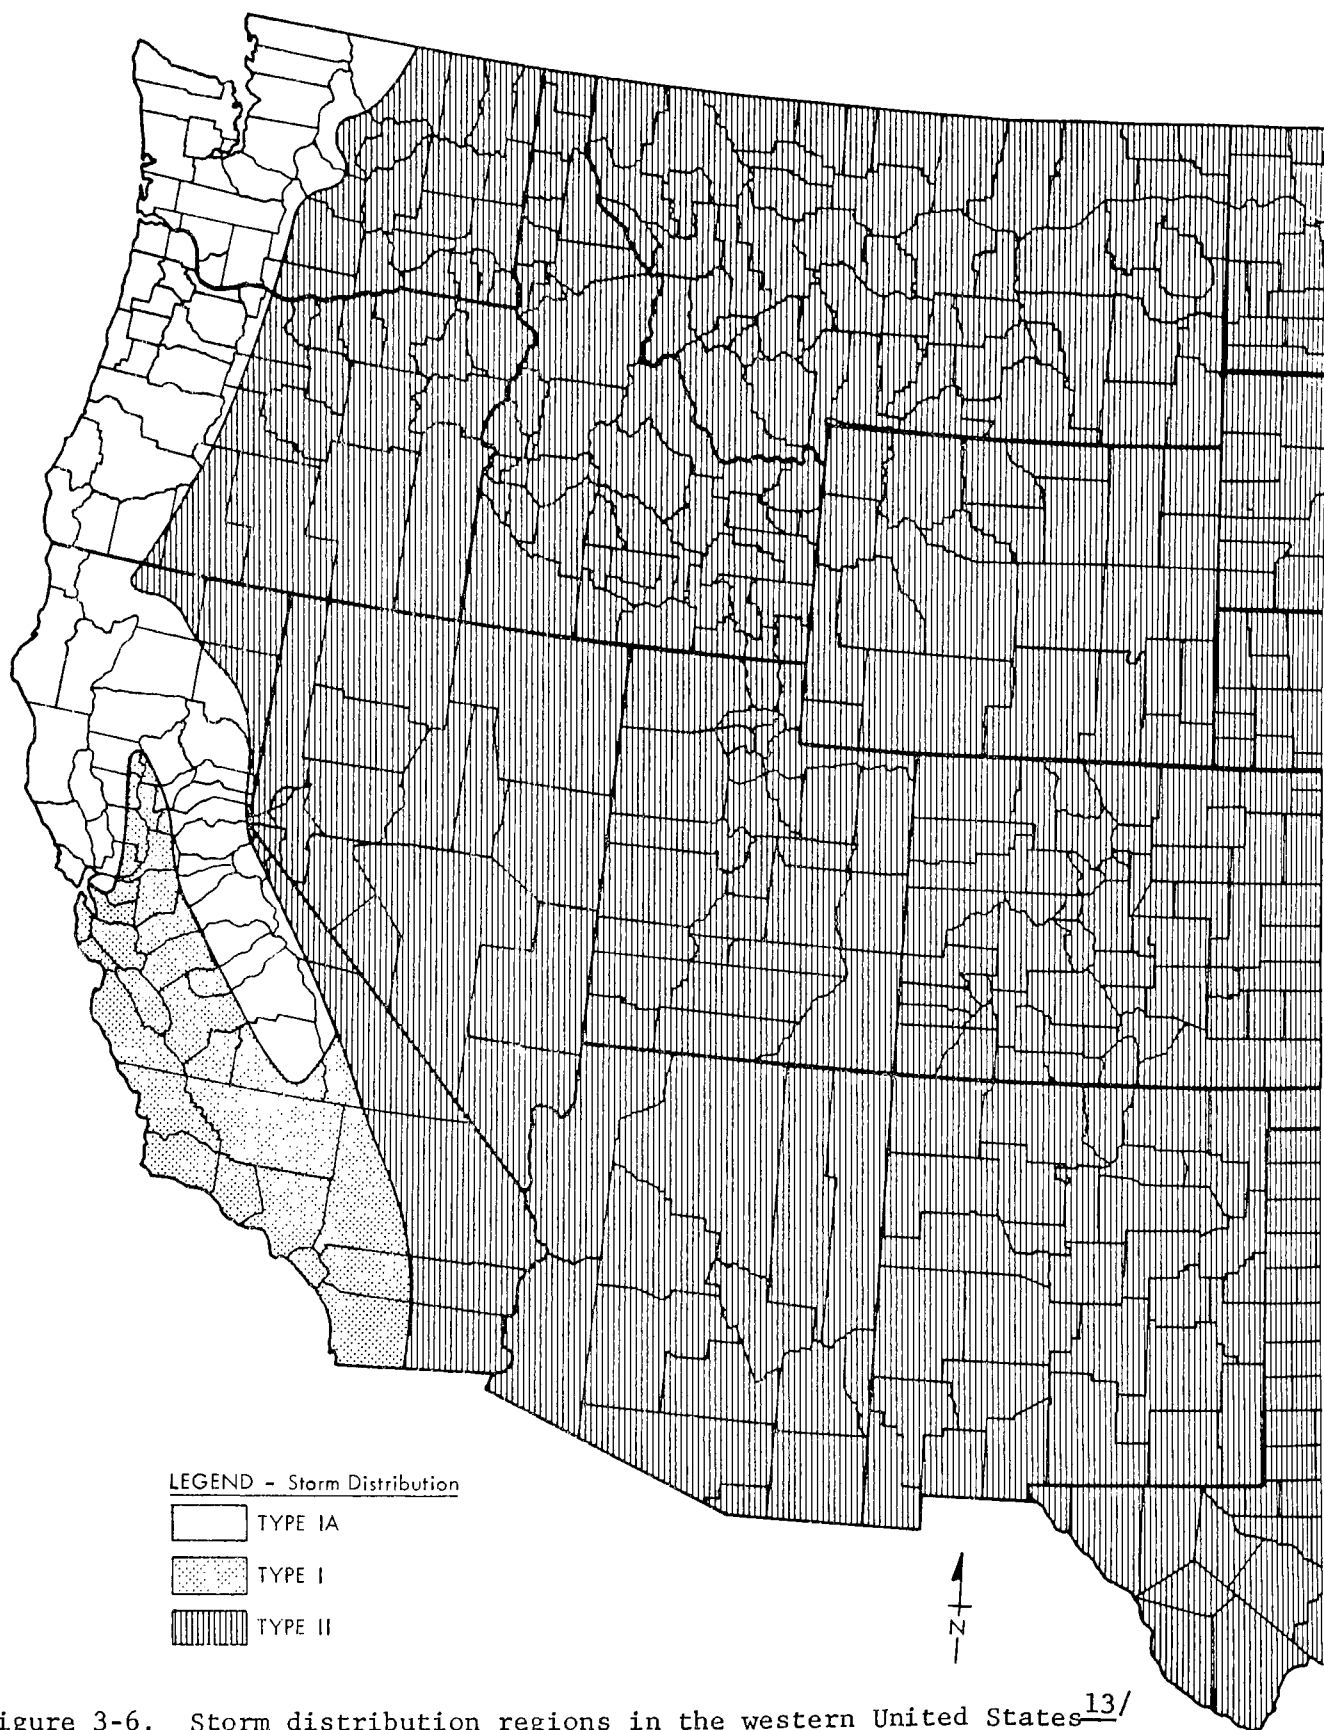 LEGEND - Storm Distribution
TYPE IA
TYPE I
TYPE II
N
igure 3-6. Storm distribution regions in the western United States 13/